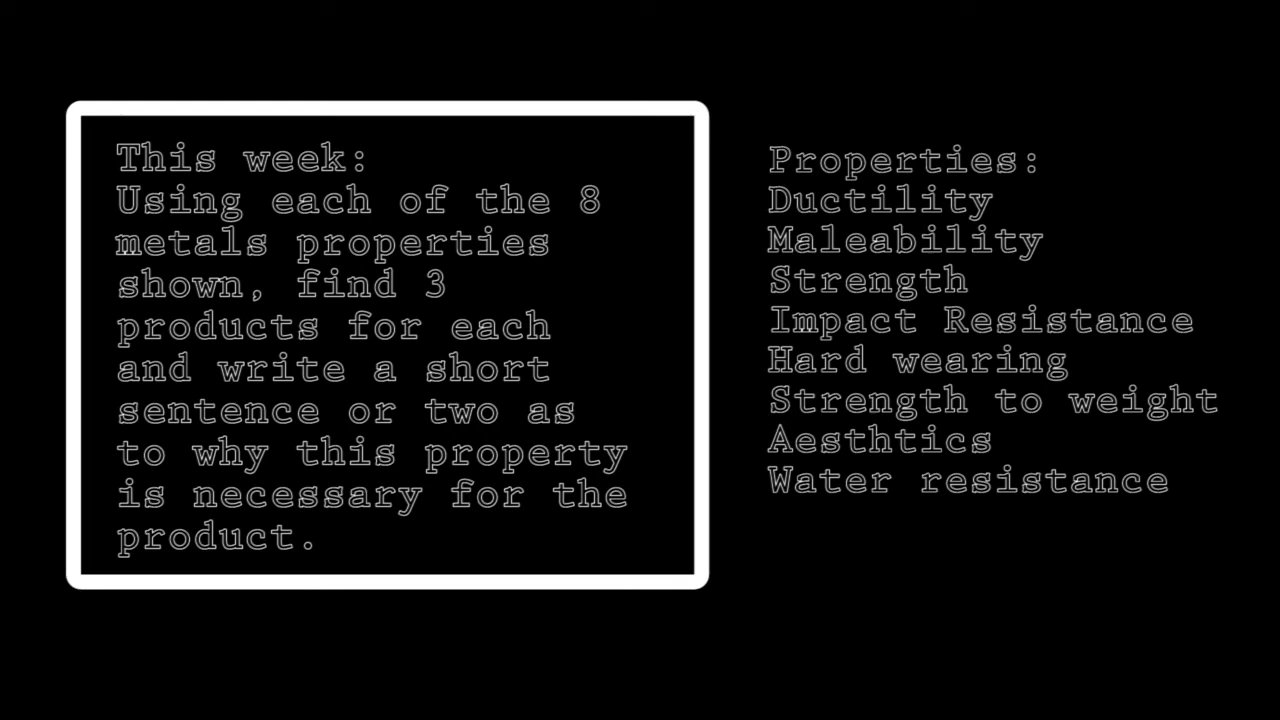 This week:
Using each of the 8
metals properties
shown, find 3
products for each
and write a short
sentence or two as
to why this property
is necessary for the
product.
Properties:
Ductility
Maleability
Strength
Impact Resistance
Hard wearing
Strength to weight
Aesthtics
Water resistance